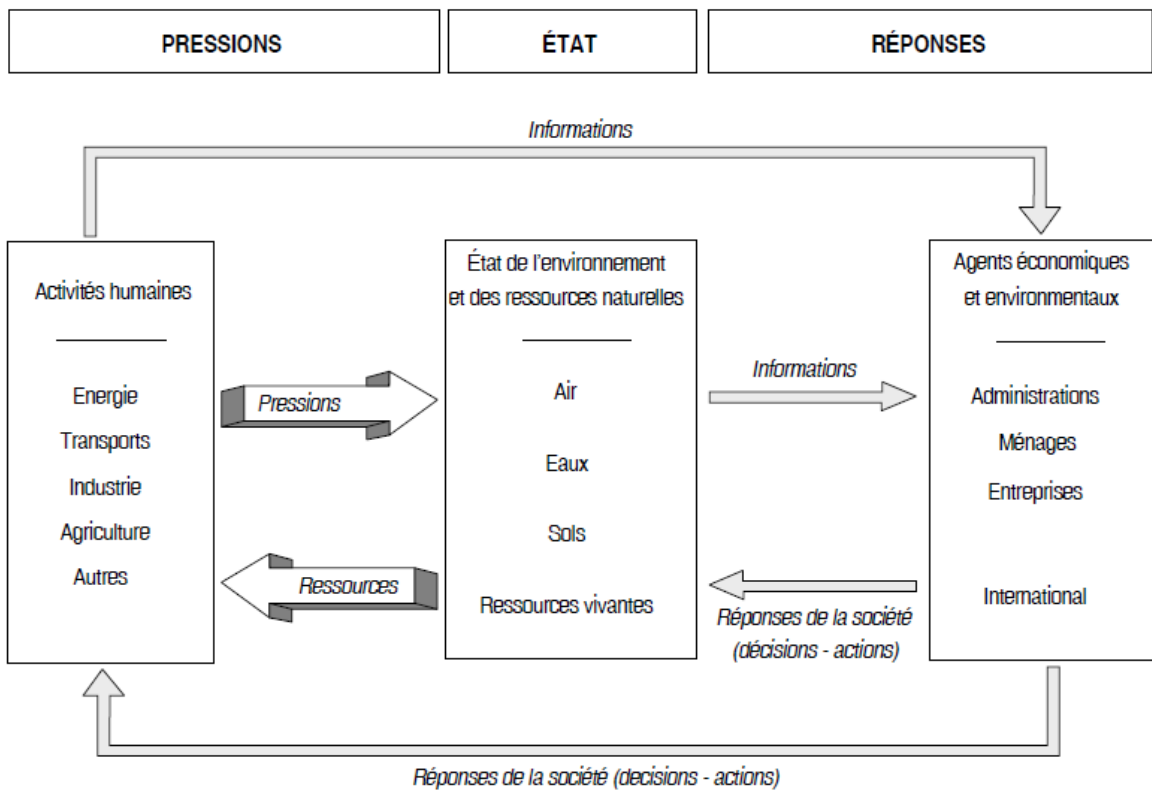 PRESSIONS
ÉTAT
RÉPONSES
Informations
Activités humaines
Energie
Transports
Industrie
Agriculture
Autres
Pressions
Ressources
État de l'environnement
et des ressources naturelles
Air
Eaux
Sols
Ressources vivantes
Informations
Réponses de la société
(décisions - actions)
Agents économiques
et environmentaux
Administrations
Ménages
Entreprises
International
Réponses de la société (decisions - actions)